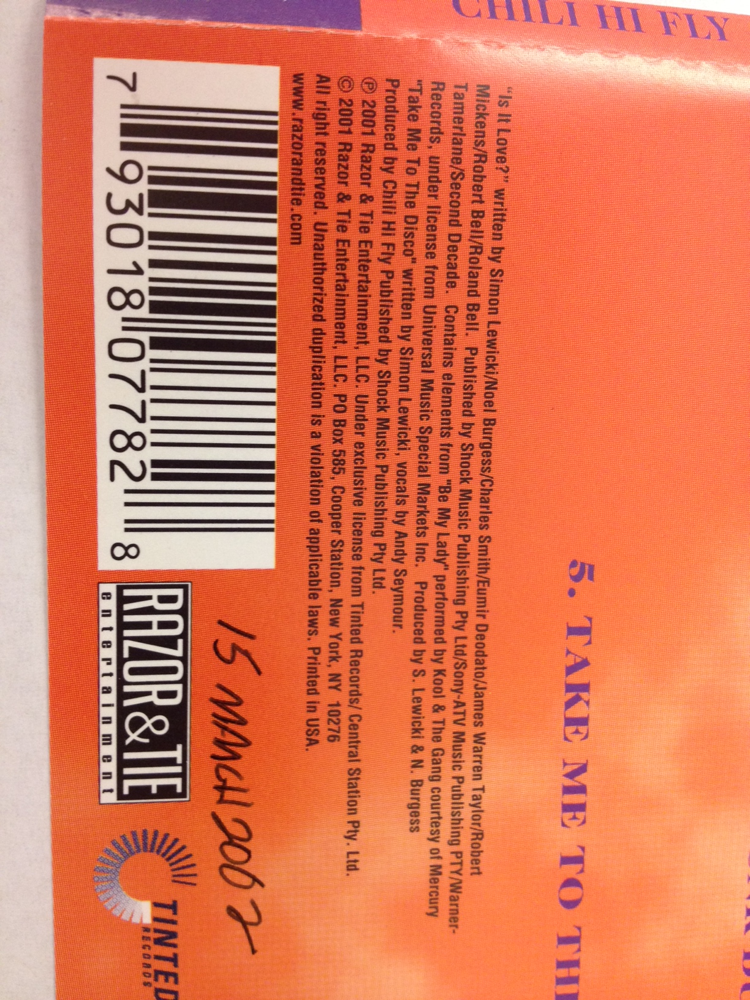 CHILI HI FLY
5. TAKE ME TO THE
"Is It Love?" written by Simon Lewicki/Noel Burgess/Charles Smith/Eumir Deodato/James Warren Taylor/Robert
Mickens/Robert Bell/Roland Bell. Published by Shock Music Publishing Pty Ltd/Sony-ATV Music Publishing PTY/Warner-
Tamerlane/Second Decade. Contains elements from "Be My Lady" performed by Kool & The Gang courtesy of Mercury
Records, under license from Universal Music Special Markets Inc. Produced by S. Lewicki & N. Burgess
"Take Me To The Disco" written by Simon Lewicki, vocals by Andy Seymour.
Produced by Chili Hi Fly Published by Shock Music Publishing Pty Ltd.
℗ 2001 Razor & Tie Entertainment, LLC. Under exclusive license from Tinted Records/ Central Station Pty. Ltd.
© 2001 Razor & Tie Entertainment, LLC. PO Box 585, Cooper Station, New York, NY 10276
All right reserved. Unauthorized duplication is a violation of applicable laws. Printed in USA.
www.razorandtie.com
15 MARCH 2002
7 93018 07782 8
RAZOR & TIE
entertainment
TINTED
RECORDS